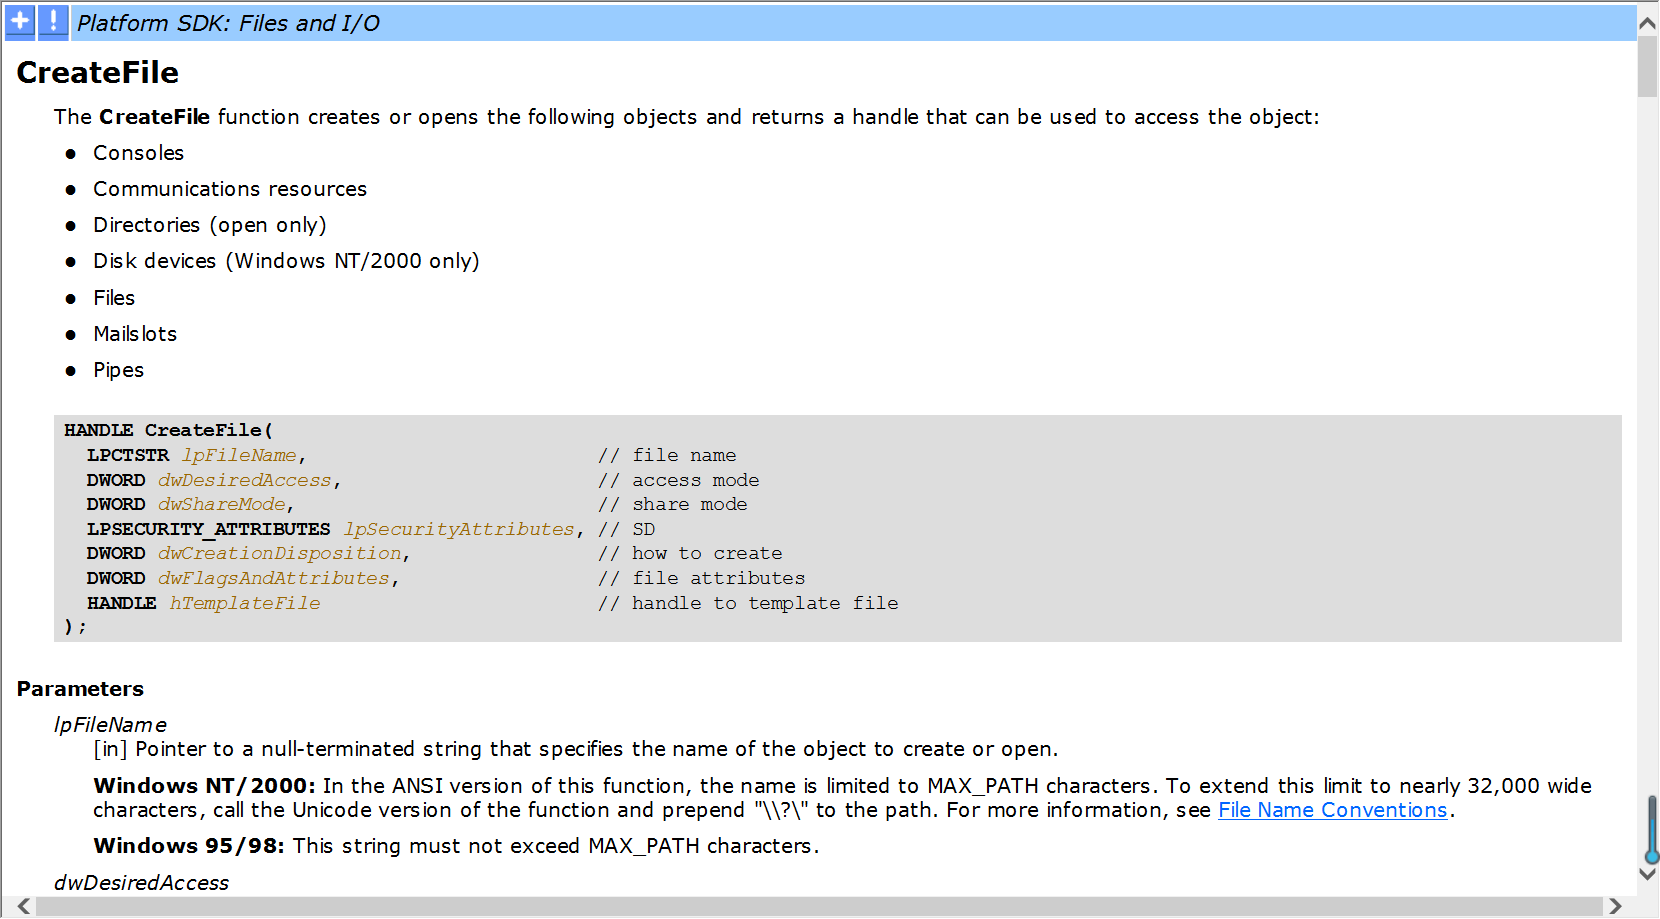 Platform SDK: Files and I/O
CreateFile
The CreateFile function creates or opens the following objects and returns a handle that can be used to access the object:
● Consoles
● Communications resources
● Directories (open only)
● Disk devices (Windows NT/2000 only)
● Files
● Mailslots
● Pipes
HANDLE CreateFile(
  LPCTSTR lpFileName,                         // file name
  DWORD dwDesiredAccess,                      // access mode
  DWORD dwShareMode,                          // share mode
  LPSECURITY_ATTRIBUTES lpSecurityAttributes, // SD
  DWORD dwCreationDisposition,                // how to create
  DWORD dwFlagsAndAttributes,                 // file attributes
  HANDLE hTemplateFile                        // handle to template file
);
Parameters
lpFileName
[in] Pointer to a null-terminated string that specifies the name of the object to create or open.
Windows NT/2000: In the ANSI version of this function, the name is limited to MAX_PATH characters. To extend this limit to nearly 32,000 wide
characters, call the Unicode version of the function and prepend "\\?\" to the path. For more information, see File Name Conventions.
Windows 95/98: This string must not exceed MAX_PATH characters.
dwDesiredAccess